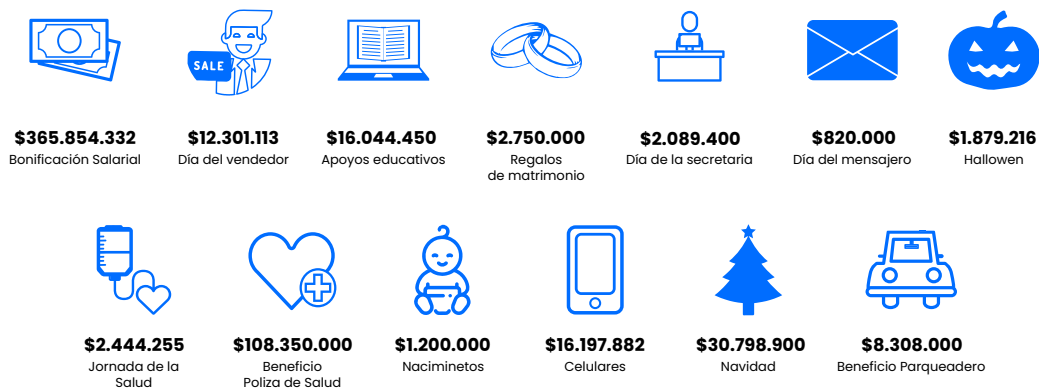 SALE
$365.854.332
Bonificación Salarial
$12.301.113
Día del vendedor
$16.044.450
Apoyos educativos
$2.750.000
Regalos
de matrimonio
$2.089.400
Día de la secretaria
$820.000
Día del mensajero
$1.879.216
Hallowen
$2.444.255
Jornada de la
Salud
$108.350.000
Beneficio
Poliza de Salud
$1.200.000
Naciminetos
$16.197.882
Celulares
$30.798.900
Navidad
$8.308.000
Beneficio Parqueadero